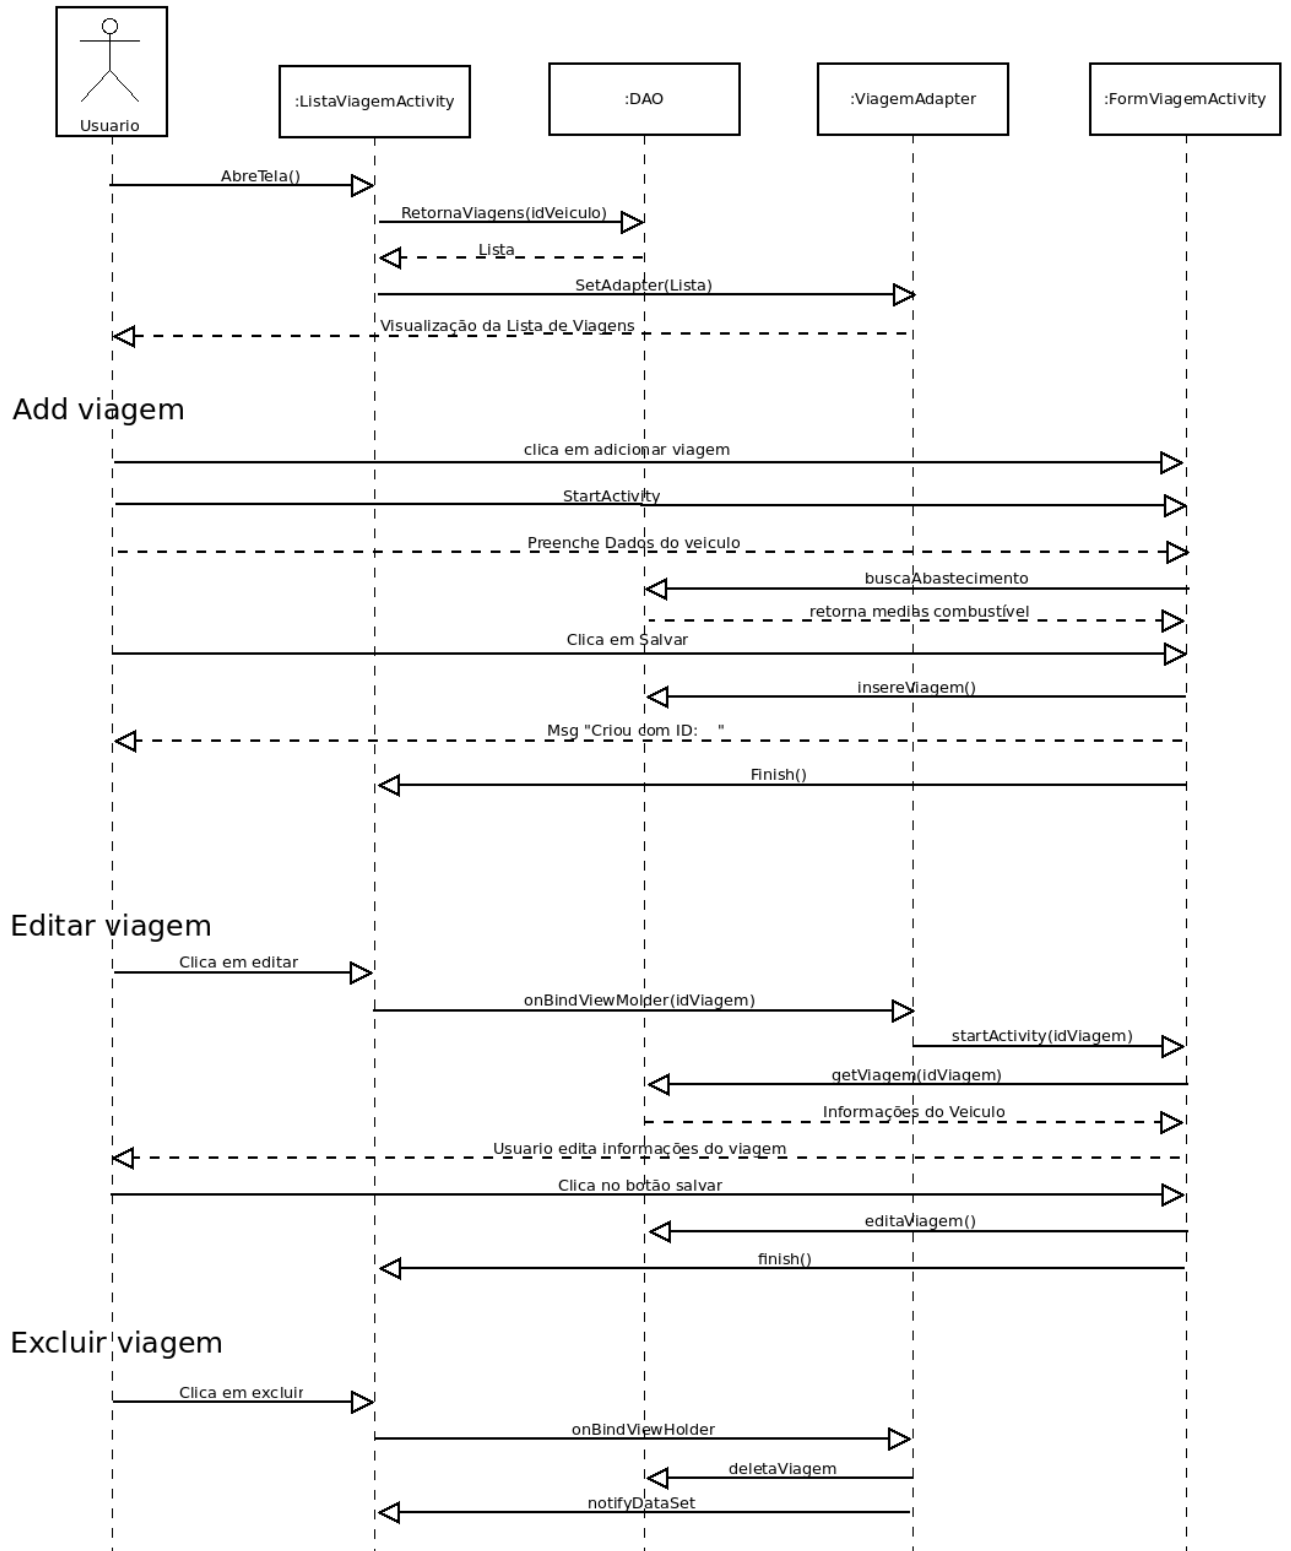 Usuario
:ListaViagemActivity
:DAO
:ViagemAdapter
:FormViagemActivity
AbreTela()
RetornaViagens(idVeiculo)
Lista
SetAdapter(Lista)
Visualização da Lista de Viagens
Add viagem
clica em adicionar viagem
StartActivity
Preenche Dados do veiculo
buscaAbastecimento
retorna medias combustível
Clica em Salvar
insereViagem()
Msg "Criou com ID:    "
Finish()
Editar viagem
Clica em editar
onBindViewMolder(idViagem)
startActivity(idViagem)
getViagem(idViagem)
Informações do Veiculo
Usuario edita informações do viagem
Clica no botão salvar
editaViagem()
finish()
Excluir viagem
Clica em excluir
onBindViewHolder
deletaViagem
notifyDataSet